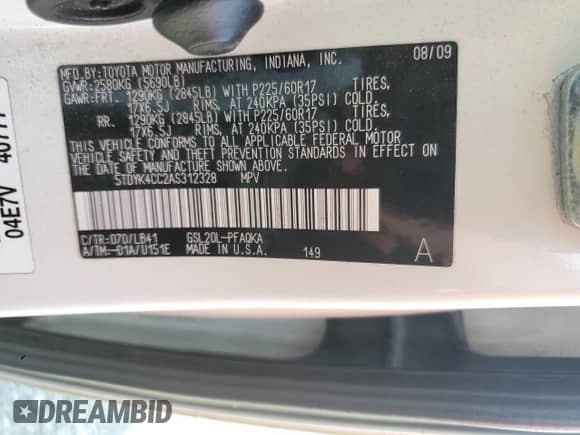 MFD.BY:TOYOTA MOTOR MANUFACTURING, INDIANA, INC. 08/09
GVWR:2580KG (5690LB)
GAWR:FRT. 1290KG (2845LB) WITH P225/60R17 TIRES,
17X6.5J RIMS, AT 240KPA (35PSI) COLD.
RR. 1290KG (2845LB) WITH P225/60R17 TIRES,
17X6.5J RIMS, AT 240KPA (35PSI) COLD.
THIS VEHICLE CONFORMS TO ALL APPLICABLE FEDERAL MOTOR
VEHICLE SAFETY AND THEFT PREVENTION STANDARDS IN EFFECT ON
THE DATE OF MANUFACTURE SHOWN ABOVE.
5TDYK4CC2AS312328 MPV
C/TR:070/LB41 GSL20L-PFAQKA
A/TM:-01A/U151E MADE IN U.S.A. 149 A
04E7V
DREAMBID